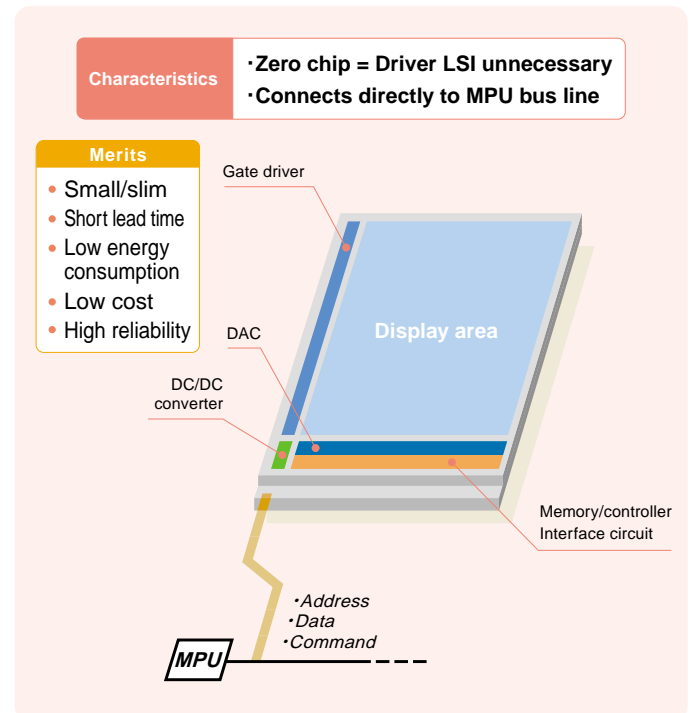 Characteristics
・Zero chip = Driver LSI unnecessary
・Connects directly to MPU bus line
Merits
• Small/slim
• Short lead time
• Low energy
consumption
• Low cost
• High reliability
Gate driver
Display area
DAC
DC/DC
converter
Memory/controller
Interface circuit
・Address
・Data
・Command
MPU